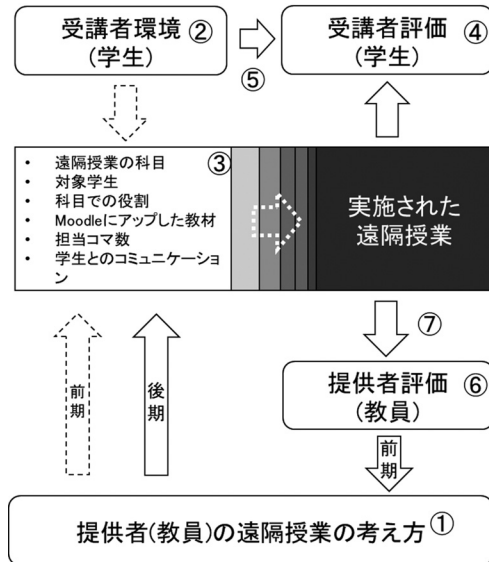 受講者環境 ②
(学生)
受講者評価 ④
(学生)
⑤
③
• 遠隔授業の科目
• 対象学生
• 科目での役割
• Moodleにアップした教材
• 担当コマ数
• 学生とのコミュニケーショ
ン
実施された
遠隔授業
⑦
前期
後期
提供者評価 ⑥
(教員)
前期
提供者(教員)の遠隔授業の考え方 ①